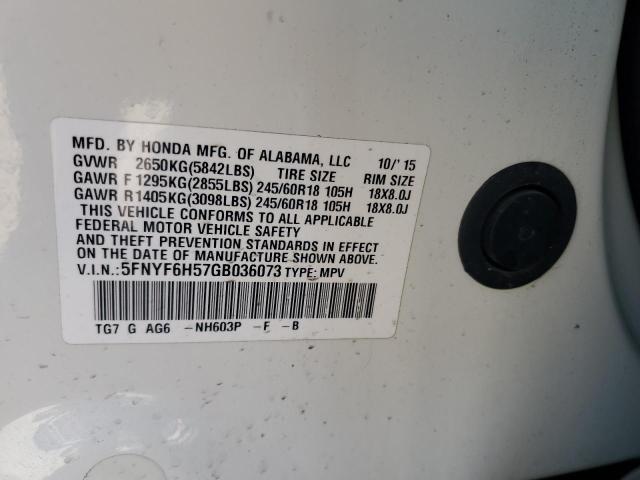 MFD. BY HONDA MFG. OF ALABAMA, LLC 10/'15
GVWR 2650KG(5842LBS) TIRE SIZE RIM SIZE
GAWR F1295KG(2855LBS) 245/60R18 105H 18X8.0J
GAWR R1405KG(3098LBS) 245/60R18 105H 18X8.0J
THIS VEHICLE CONFORMS TO ALL APPLICABLE
FEDERAL MOTOR VEHICLE SAFETY
AND THEFT PREVENTION STANDARDS IN EFFECT
ON THE DATE OF MANUFACTURE SHOWN ABOVE.
V.I.N.:5FNYF6H57GB036073 TYPE: MPV
TG7 G AG6 -NH603P -F -B